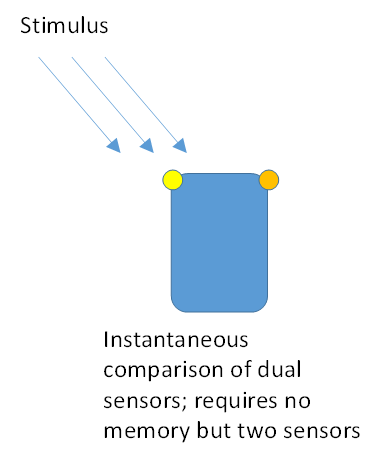 Stimulus
Instantaneous
comparison of dual
sensors; requires no
memory but two sensors